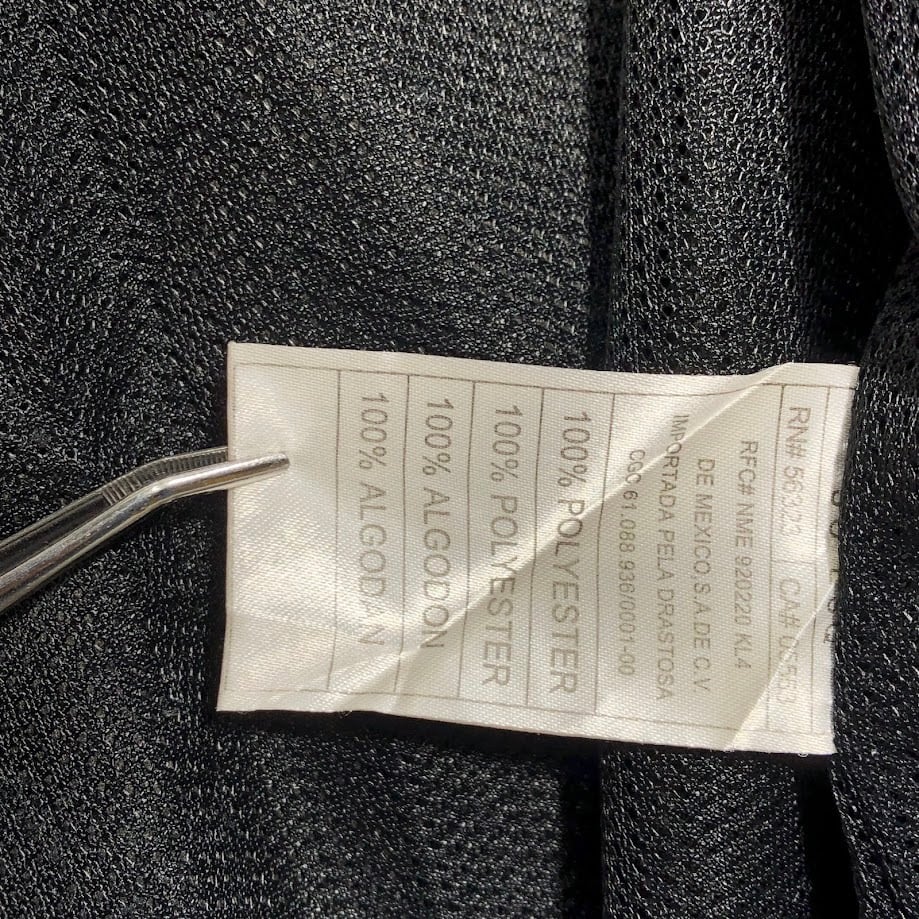 RN# 56323 CA# 05553
RFC# NME 920220 KL4
DE MEXICO.S.A.DE C.V
IMPORTADA PELA DRASTOSA
CGC 61.088 936/0001-00
100% POLYESTER
100% POLYESTER
100% ALGODON
100% ALGODAN